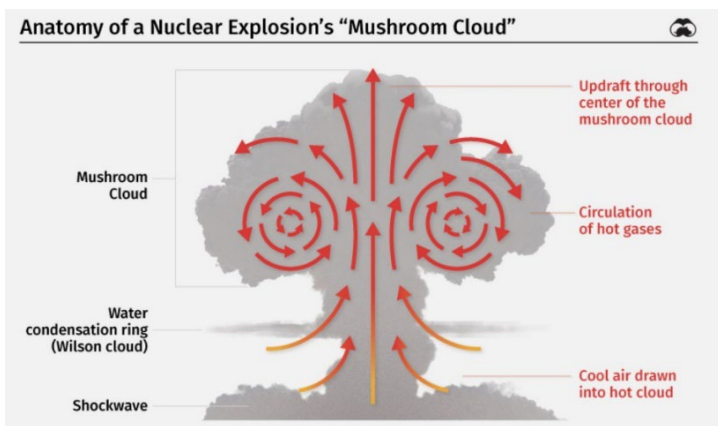 Anatomy of a Nuclear Explosion’s “Mushroom Cloud”
Updraft through
center of the
mushroom cloud
Mushroom
Cloud
Circulation
of hot gases
Water
condensation ring
(Wilson cloud)
Cool air drawn
into hot cloud
Shockwave